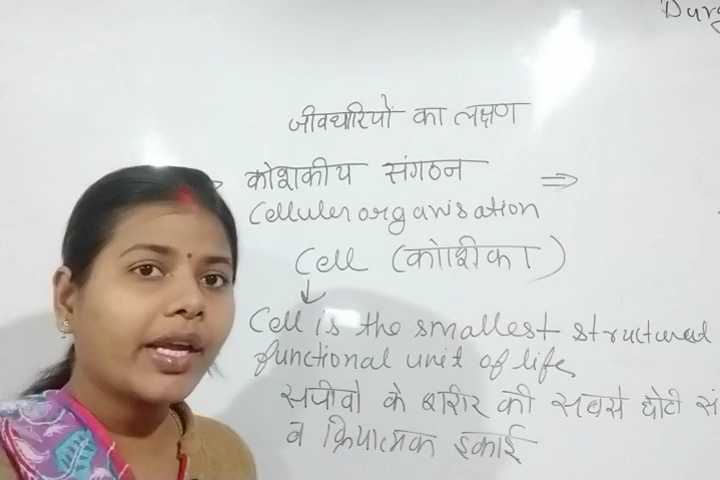 Durg
जीवधारियों का लक्षण
कोशकीय संगठन ⇒
Celluler organisation
Cell (कोशिका)
↓
Cell is the smallest structured
functional unit of life
सजीवो के शरीर की सबसे छोटी सं
व क्रियात्मक इकाई